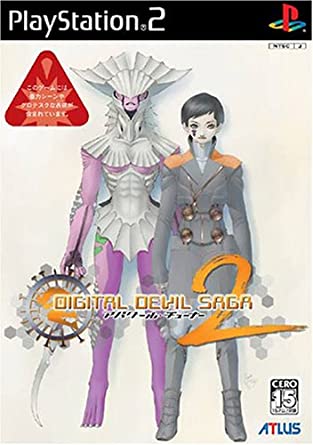 PlayStation 2
NTSC J
このゲームには
暴力シーンや
グロテスクな表現が
含まれています。
DIGITAL DEVIL SAGA
アバタール・チューナー
2
CERO
15
ATLUS